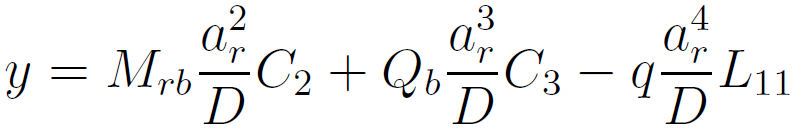 y = M_{rb} \frac{a_r^2}{D} C_2 + Q_b \frac{a_r^3}{D} C_3 - q \frac{a_r^4}{D} L_{11}